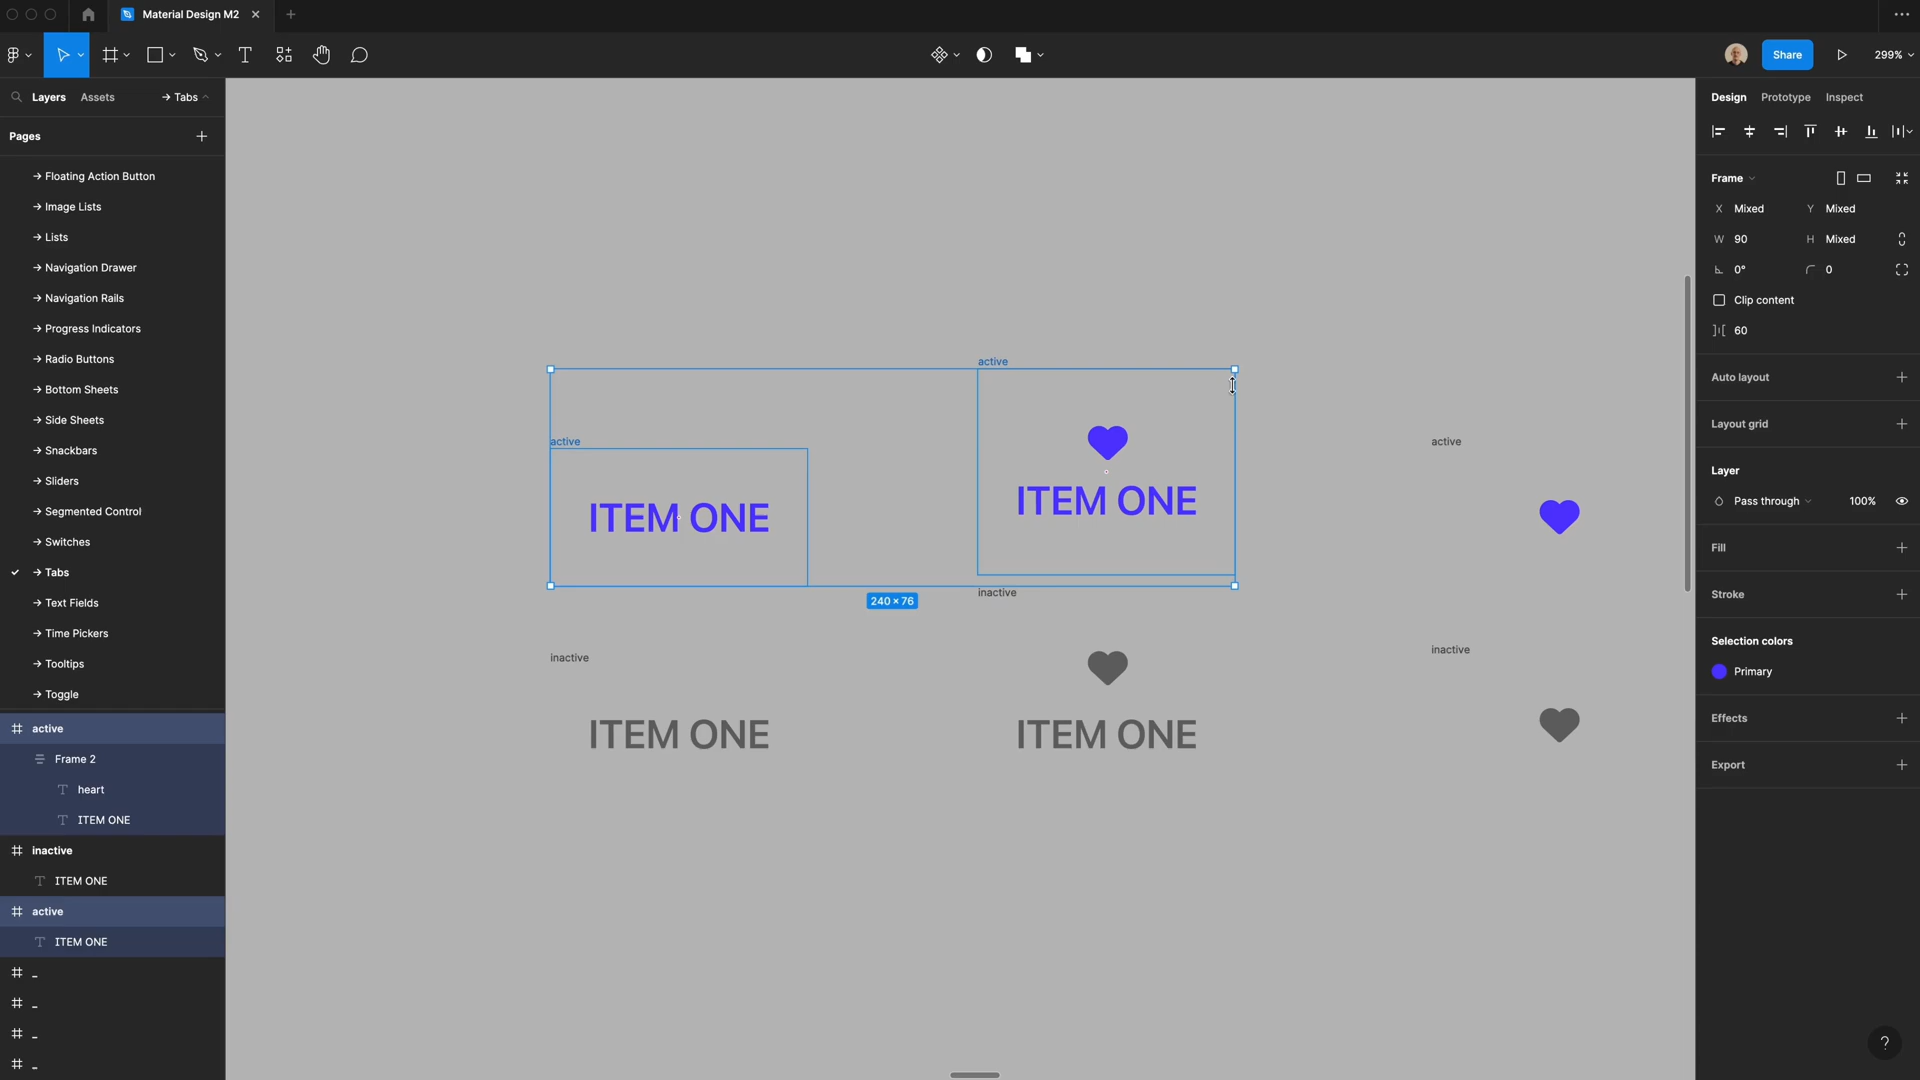 Material Design M2
Share
299%
Layers
Assets
→ Tabs
Pages
→ Floating Action Button
→ Image Lists
→ Lists
→ Navigation Drawer
→ Navigation Rails
→ Progress Indicators
→ Radio Buttons
→ Bottom Sheets
→ Side Sheets
→ Snackbars
→ Sliders
→ Segmented Control
→ Switches
→ Tabs
→ Text Fields
→ Time Pickers
→ Tooltips
→ Toggle
active
Frame 2
heart
ITEM ONE
inactive
ITEM ONE
active
ITEM ONE
_
_
_
_
active
active
active
ITEM ONE
ITEM ONE
240 × 76
inactive
inactive
inactive
ITEM ONE
ITEM ONE
Design
Prototype
Inspect
Frame
X Mixed
Y Mixed
W 90
H Mixed
0°
0
Clip content
60
Auto layout
Layout grid
Layer
Pass through
100%
Fill
Stroke
Selection colors
Primary
Effects
Export
?